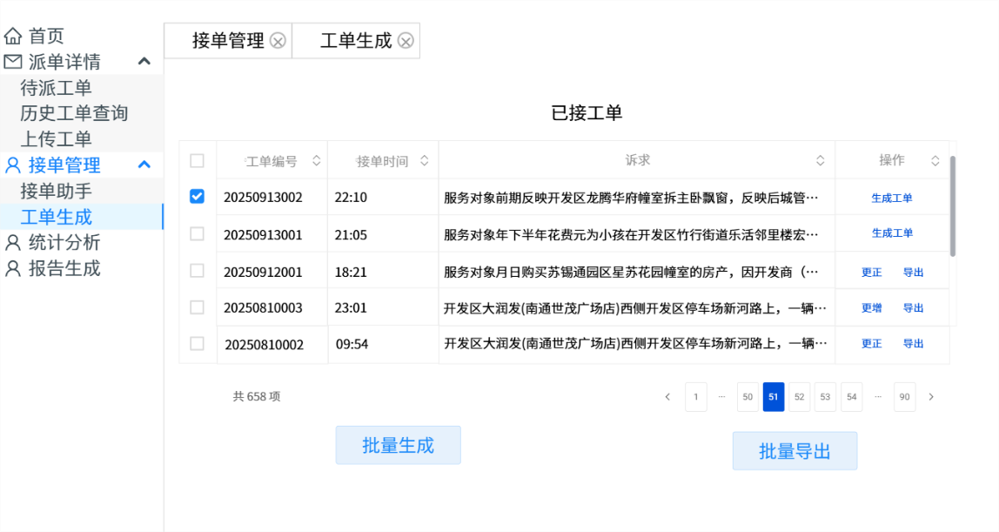 首页
派单详情
待派工单
历史工单查询
上传工单
接单管理
接单助手
工单生成
统计分析
报告生成
接单管理 工单生成
已接工单
工单编号 接单时间 诉求 操作
20250913002 22:10 服务对象前期反映开发区龙腾华府幢室拆主卧飘窗，反映后城管… 生成工单
20250913001 21:05 服务对象年下半年花费元为小孩在开发区竹行街道乐活邻里楼宏… 生成工单
20250912001 18:21 服务对象月日购买苏锡通园区星苏花园幢室的房产，因开发商（… 更正 导出
20250810003 23:01 开发区大润发(南通世茂广场店)西侧开发区停车场新河路上，一辆… 更增 导出
20250810002 09:54 开发区大润发(南通世茂广场店)西侧开发区停车场新河路上，一辆… 更正 导出
共 658 项 1 … 50 51 52 53 54 … 90
批量生成 批量导出